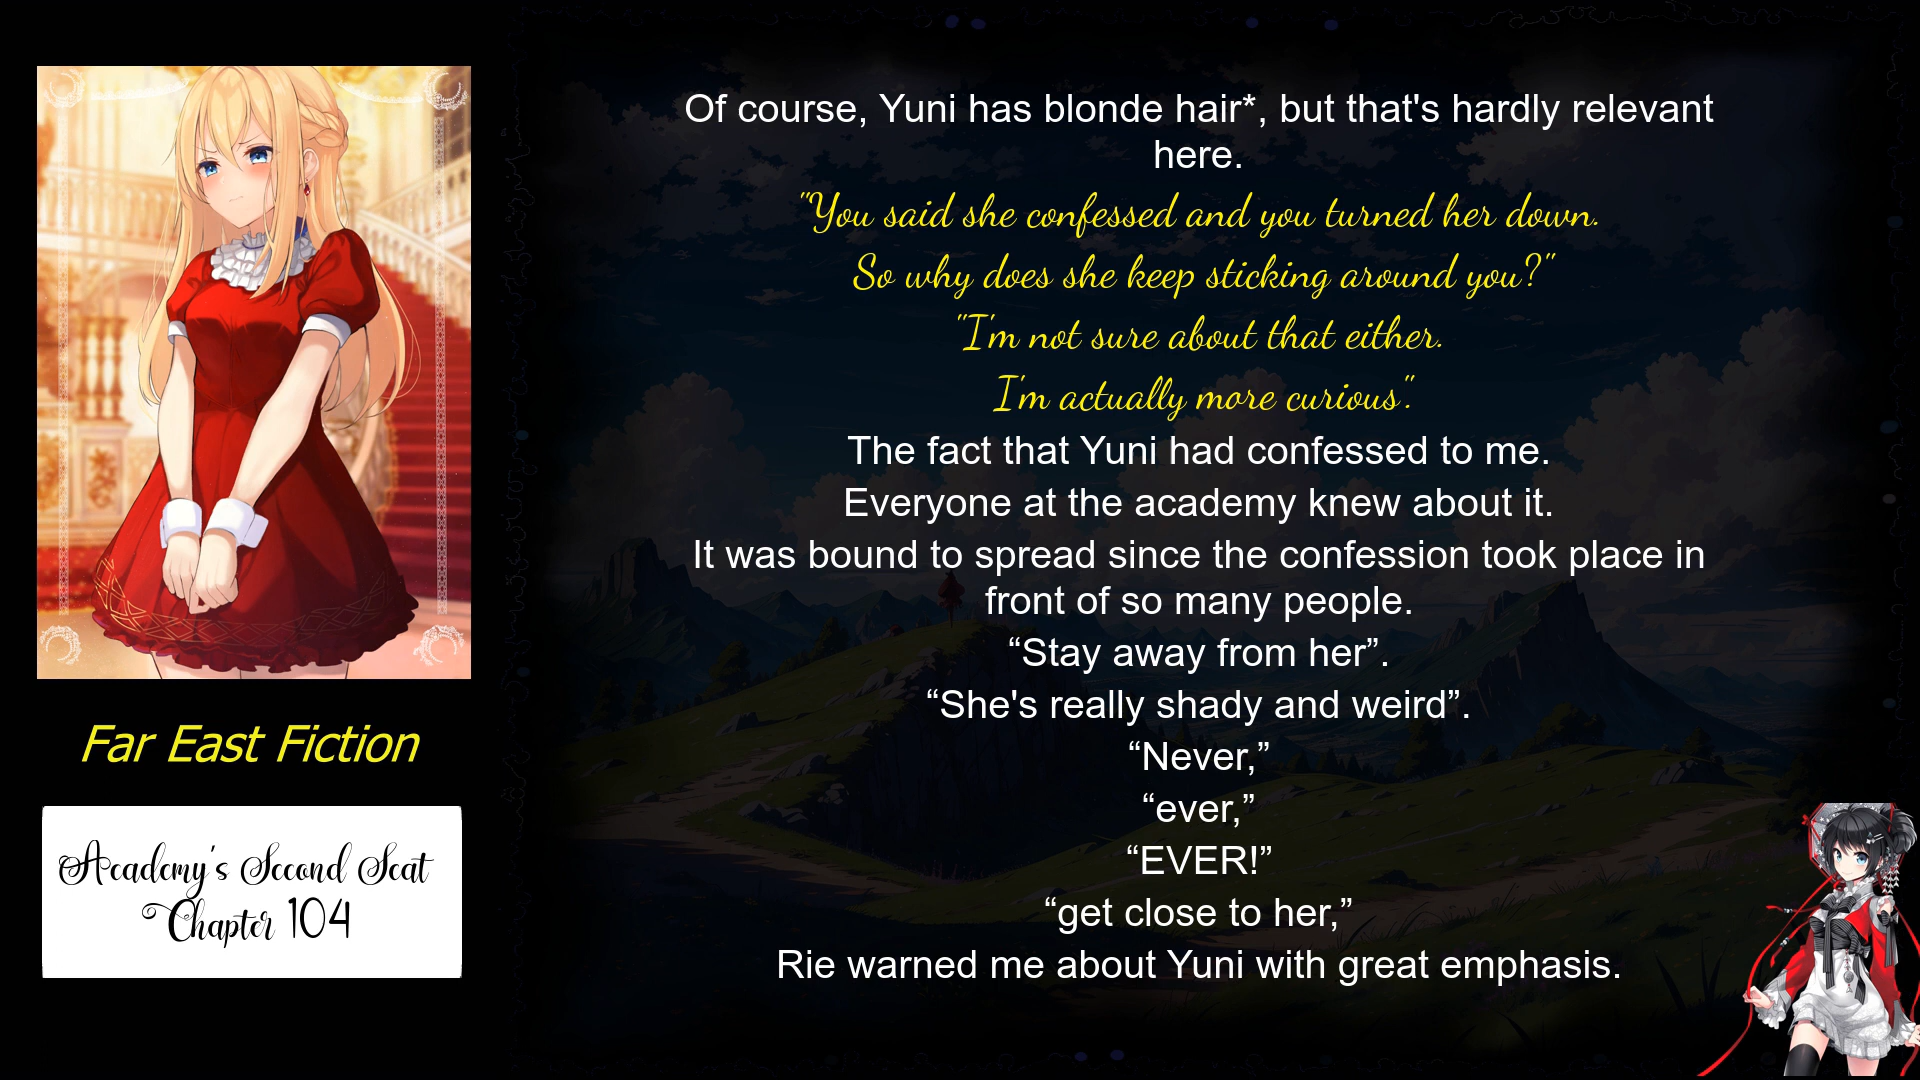 Of course, Yuni has blonde hair*, but that's hardly relevant
here.
"You said she confessed and you turned her down.
So why does she keep sticking around you?"
"I'm not sure about that either.
I'm actually more curious".
The fact that Yuni had confessed to me.
Everyone at the academy knew about it.
It was bound to spread since the confession took place in
front of so many people.
“Stay away from her”.
“She's really shady and weird”.
“Never,”
“ever,”
“EVER!”
“get close to her,”
Rie warned me about Yuni with great emphasis.
Far East Fiction
Academy's Second Seat
Chapter 104